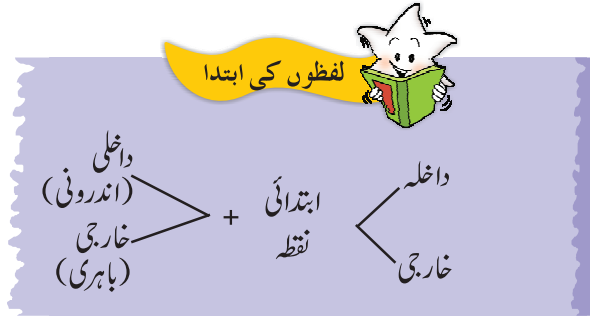 لفظوں کی ابتدا
داخلہ
خارجی
ابتدائی
نقطہ
+
داخلی
(اندرونی)
خارجی
(باہری)